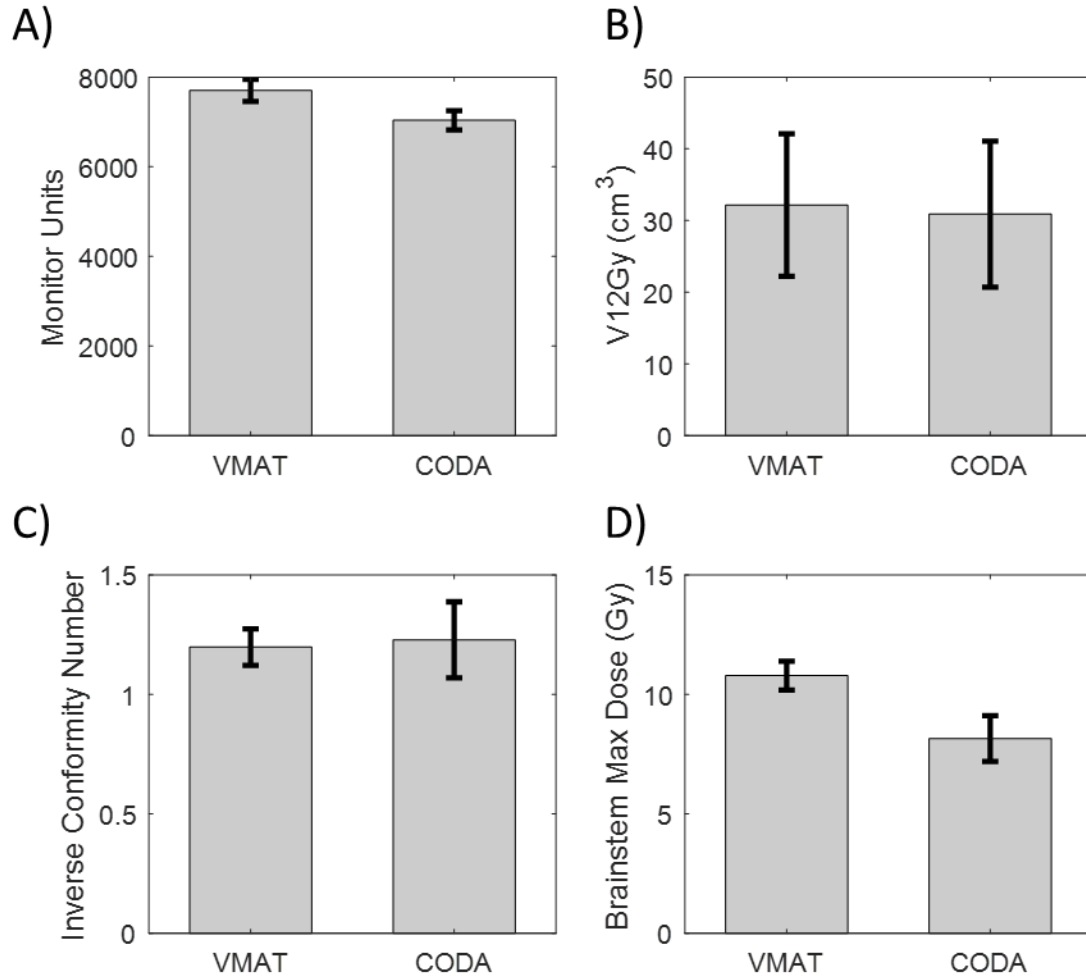 A)
Monitor Units
8000
6000
4000
2000
0
VMAT CODA
B)
V12Gy (cm³)
50
40
30
20
10
0
VMAT CODA
C)
Inverse Conformity Number
1.5
1
0.5
0
VMAT CODA
D)
Brainstem Max Dose (Gy)
15
10
5
0
VMAT CODA